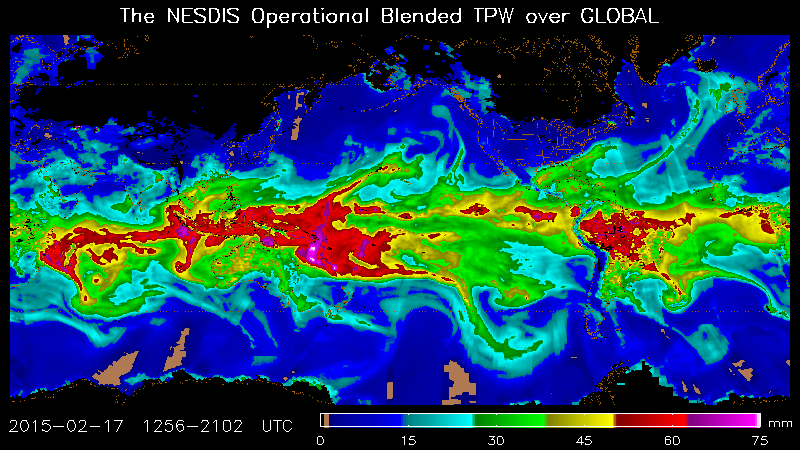 The NESDIS Operational Blended TPW over GLOBAL
2015-02-17 1256-2102 UTC
0 15 30 45 60 75 mm